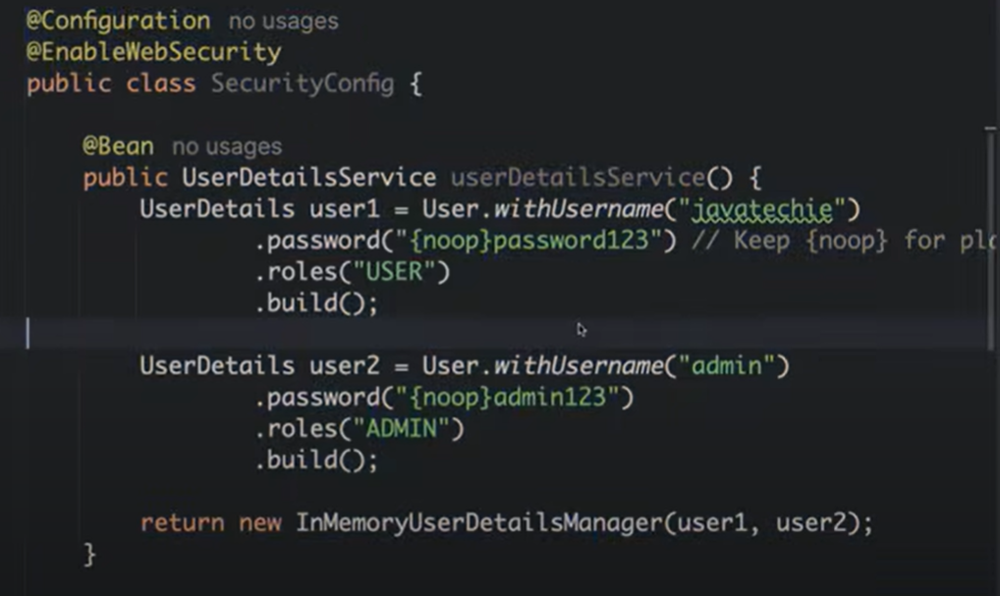 @Configuration no usages
@EnableWebSecurity
public class SecurityConfig {
@Bean no usages
public UserDetailsService userDetailsService() {
UserDetails user1 = User.withUsername("javatechie")
.password("{noop}password123") // Keep {noop} for
.roles("USER")
.build();
UserDetails user2 = User.withUsername("admin")
.password("{noop}admin123")
.roles("ADMIN")
.build();
return new InMemoryUserDetailsManager(user1, user2);
}